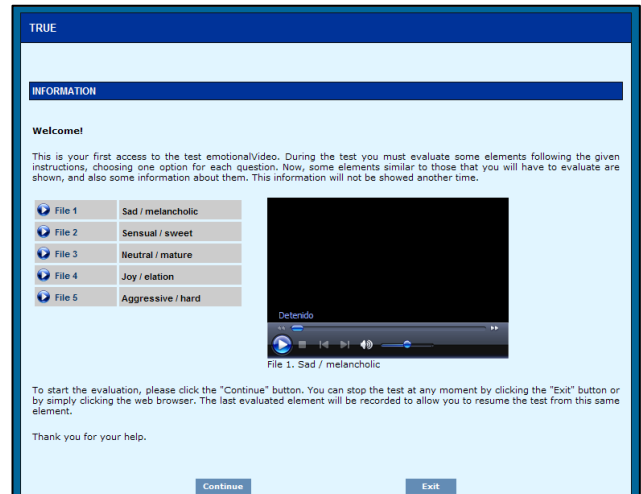 TRUE
INFORMATION
Welcome!
This is your first access to the test emotionalVideo. During the test you must evaluate some elements following the given
instructions, choosing one option for each question. Now, some elements similar to those that you will have to evaluate are
shown, and also some information about them. This information will not be showed another time.
File 1 Sad / melancholic
File 2 Sensual / sweet
File 3 Neutral / mature
File 4 Joy / elation
File 5 Aggressive / hard
Detenido
File 1. Sad / melancholic
To start the evaluation, please click the "Continue" button. You can stop the test at any moment by clicking the "Exit" button or
by simply clicking the web browser. The last evaluated element will be recorded to allow you to resume the test from this same
element.
Thank you for your help.
Continue Exit